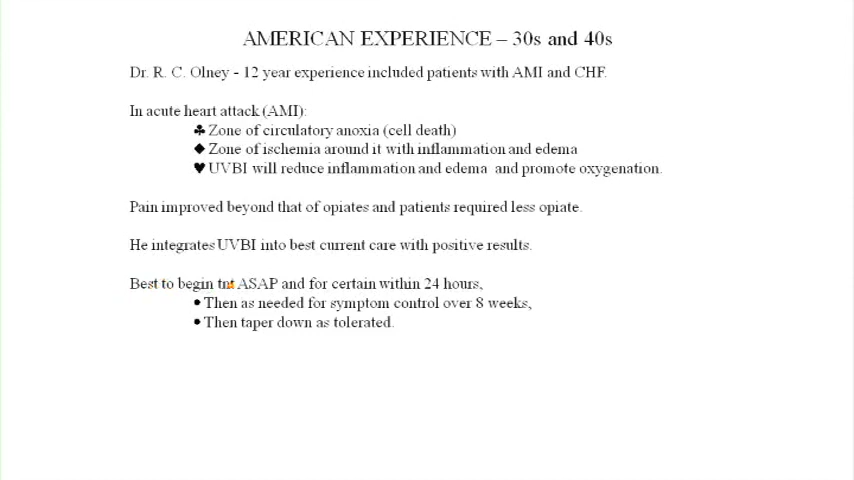 AMERICAN EXPERIENCE – 30s and 40s
Dr. R. C. Olney - 12 year experience included patients with AMI and CHF.
In acute heart attack (AMI):
♣ Zone of circulatory anoxia (cell death)
◆ Zone of ischemia around it with inflammation and edema
♥ UVBI will reduce inflammation and edema and promote oxygenation.
Pain improved beyond that of opiates and patients required less opiate.
He integrates UVBI into best current care with positive results.
Best to begin tnt ASAP and for certain within 24 hours,
• Then as needed for symptom control over 8 weeks,
• Then taper down as tolerated.